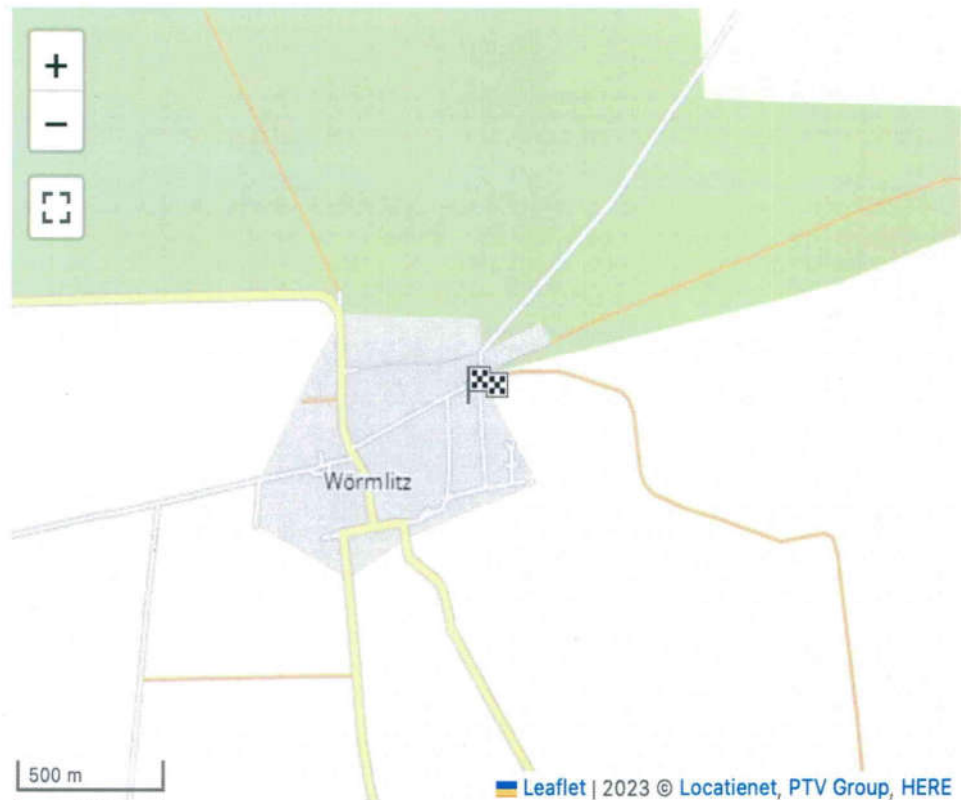 +
−
Wörmlitz
500 m
Leaflet | 2023 © Locatienet, PTV Group, HERE